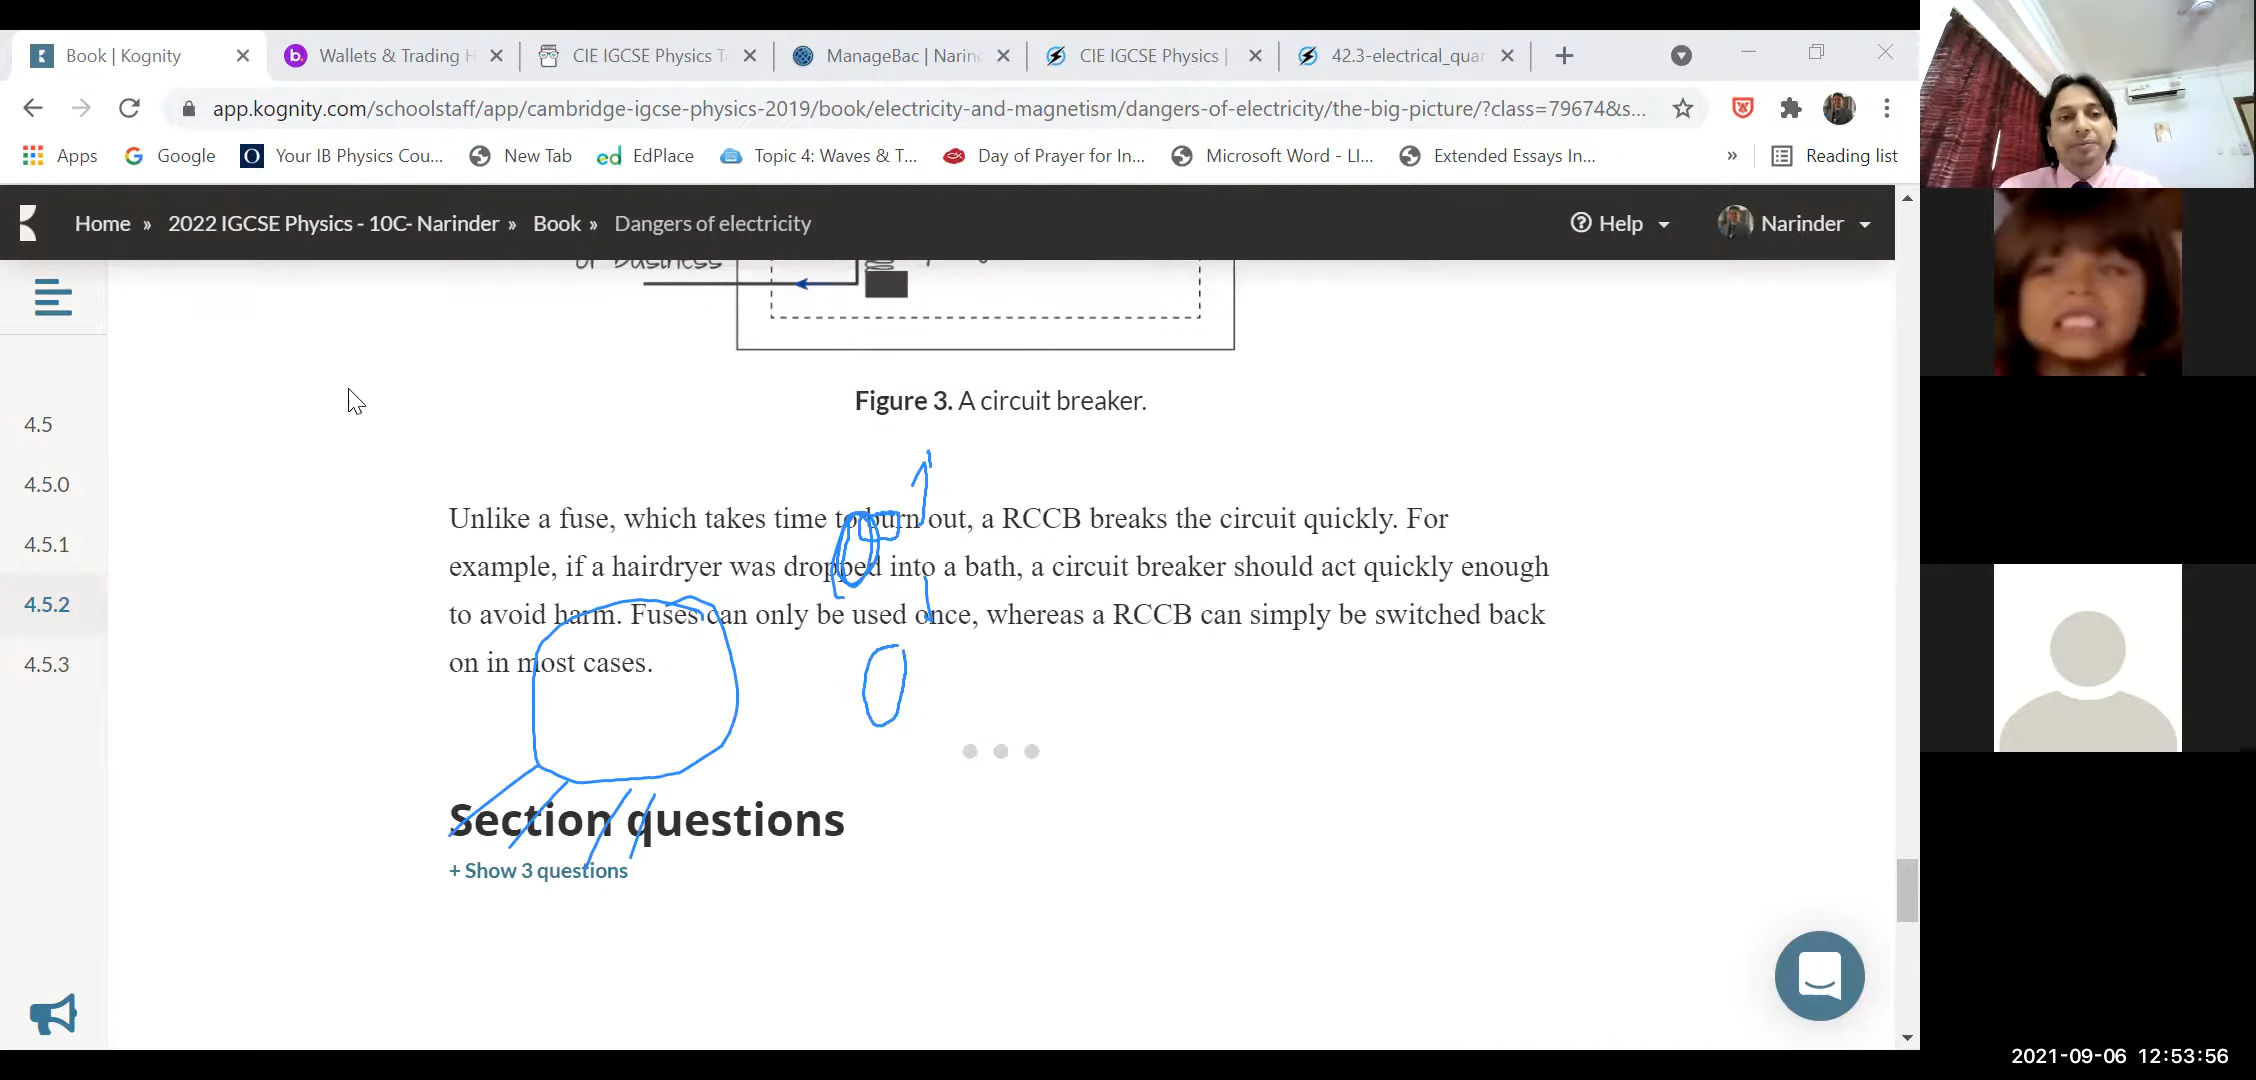 Book | Kognity
Wallets & Trading H
CIE IGCSE Physics T
ManageBac | Narin
CIE IGCSE Physics |
42.3-electrical_qua
app.kognity.com/schoolstaff/app/cambridge-igcse-physics-2019/book/electricity-and-magnetism/dangers-of-electricity/the-big-picture/?class=79674&s...
Apps
Google
Your IB Physics Cou...
New Tab
EdPlace
Topic 4: Waves & T...
Day of Prayer for In...
Microsoft Word - LI...
Extended Essays In...
»
Reading list
Home » 2022 IGCSE Physics - 10C- Narinder » Book » Dangers of electricity
Help
Narinder
of business
4.5
4.5.0
4.5.1
4.5.2
4.5.3
Figure 3. A circuit breaker.
Unlike a fuse, which takes time to burn out, a RCCB breaks the circuit quickly. For
example, if a hairdryer was dropped into a bath, a circuit breaker should act quickly enough
to avoid harm. Fuses can only be used once, whereas a RCCB can simply be switched back
on in most cases.
Section questions
+ Show 3 questions
2021-09-06 12:53:56